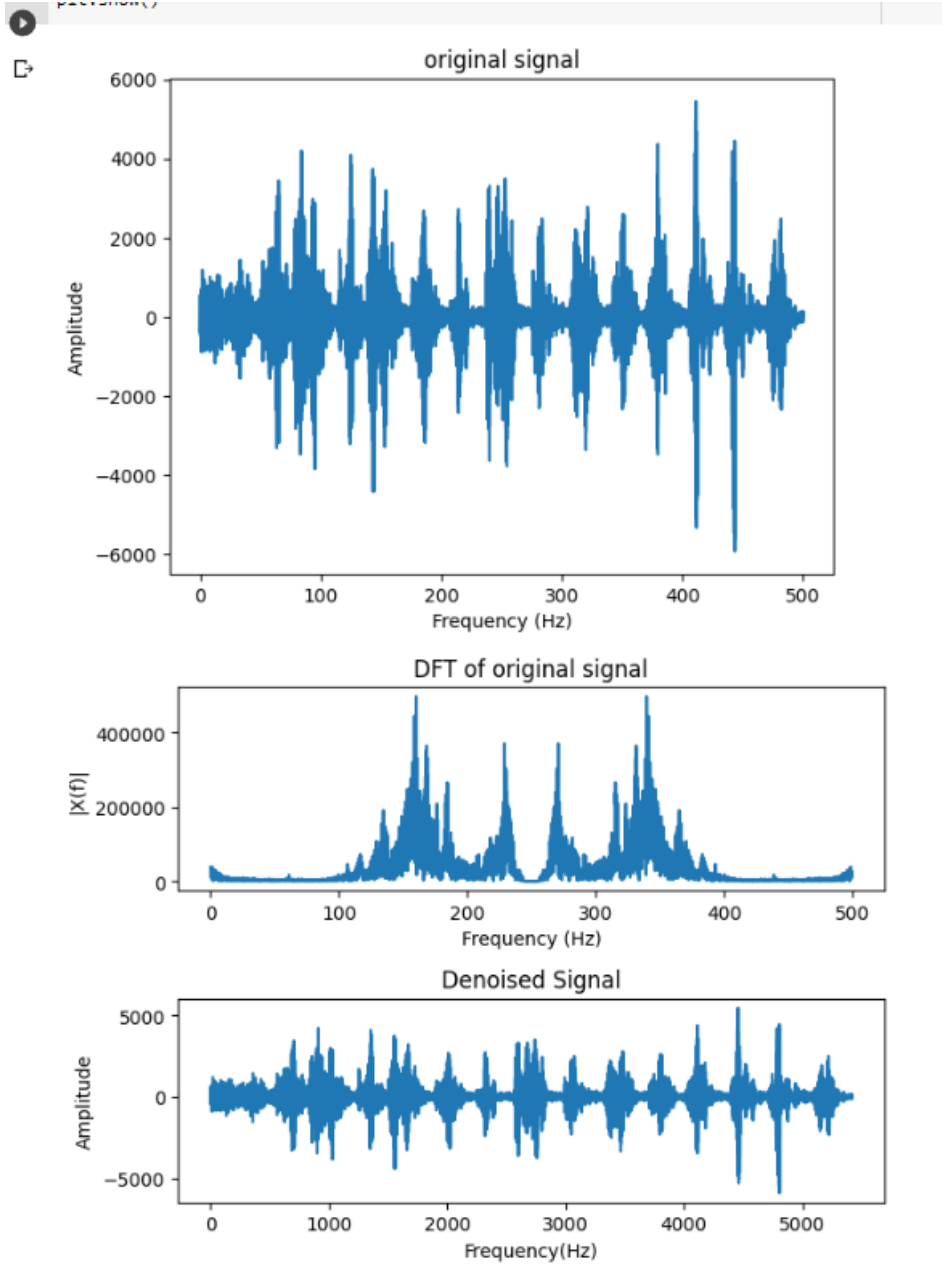 plt.show()
original signal
6000
4000
2000
0
−2000
−4000
−6000
Amplitude
0 100 200 300 400 500
Frequency (Hz)
DFT of original signal
400000
200000
0
|X(f)|
0 100 200 300 400 500
Frequency (Hz)
Denoised Signal
5000
0
−5000
Amplitude
0 1000 2000 3000 4000 5000
Frequency(Hz)